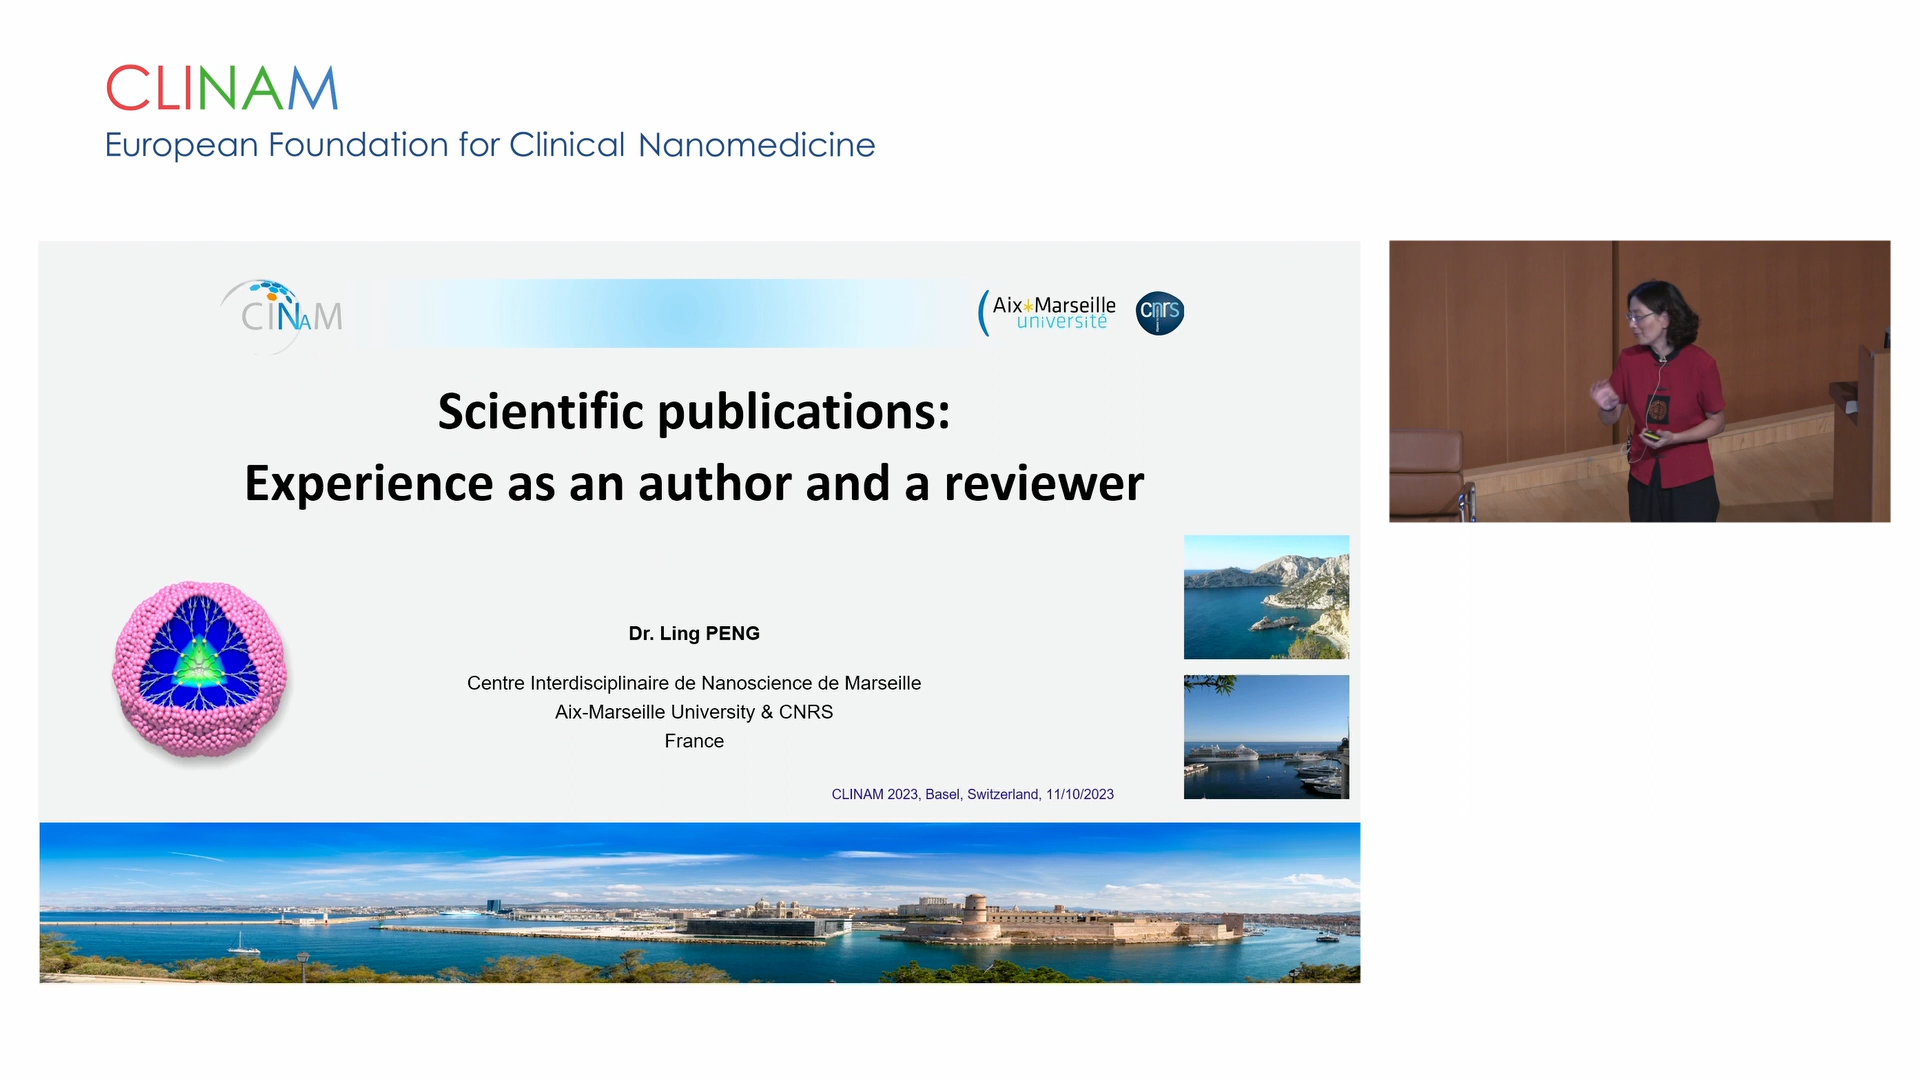 CLINAM
European Foundation for Clinical Nanomedicine
CINAM
Aix*Marseille
université
cnrs
Scientific publications:
Experience as an author and a reviewer
Dr. Ling PENG
Centre Interdisciplinaire de Nanoscience de Marseille
Aix-Marseille University & CNRS
France
CLINAM 2023, Basel, Switzerland, 11/10/2023